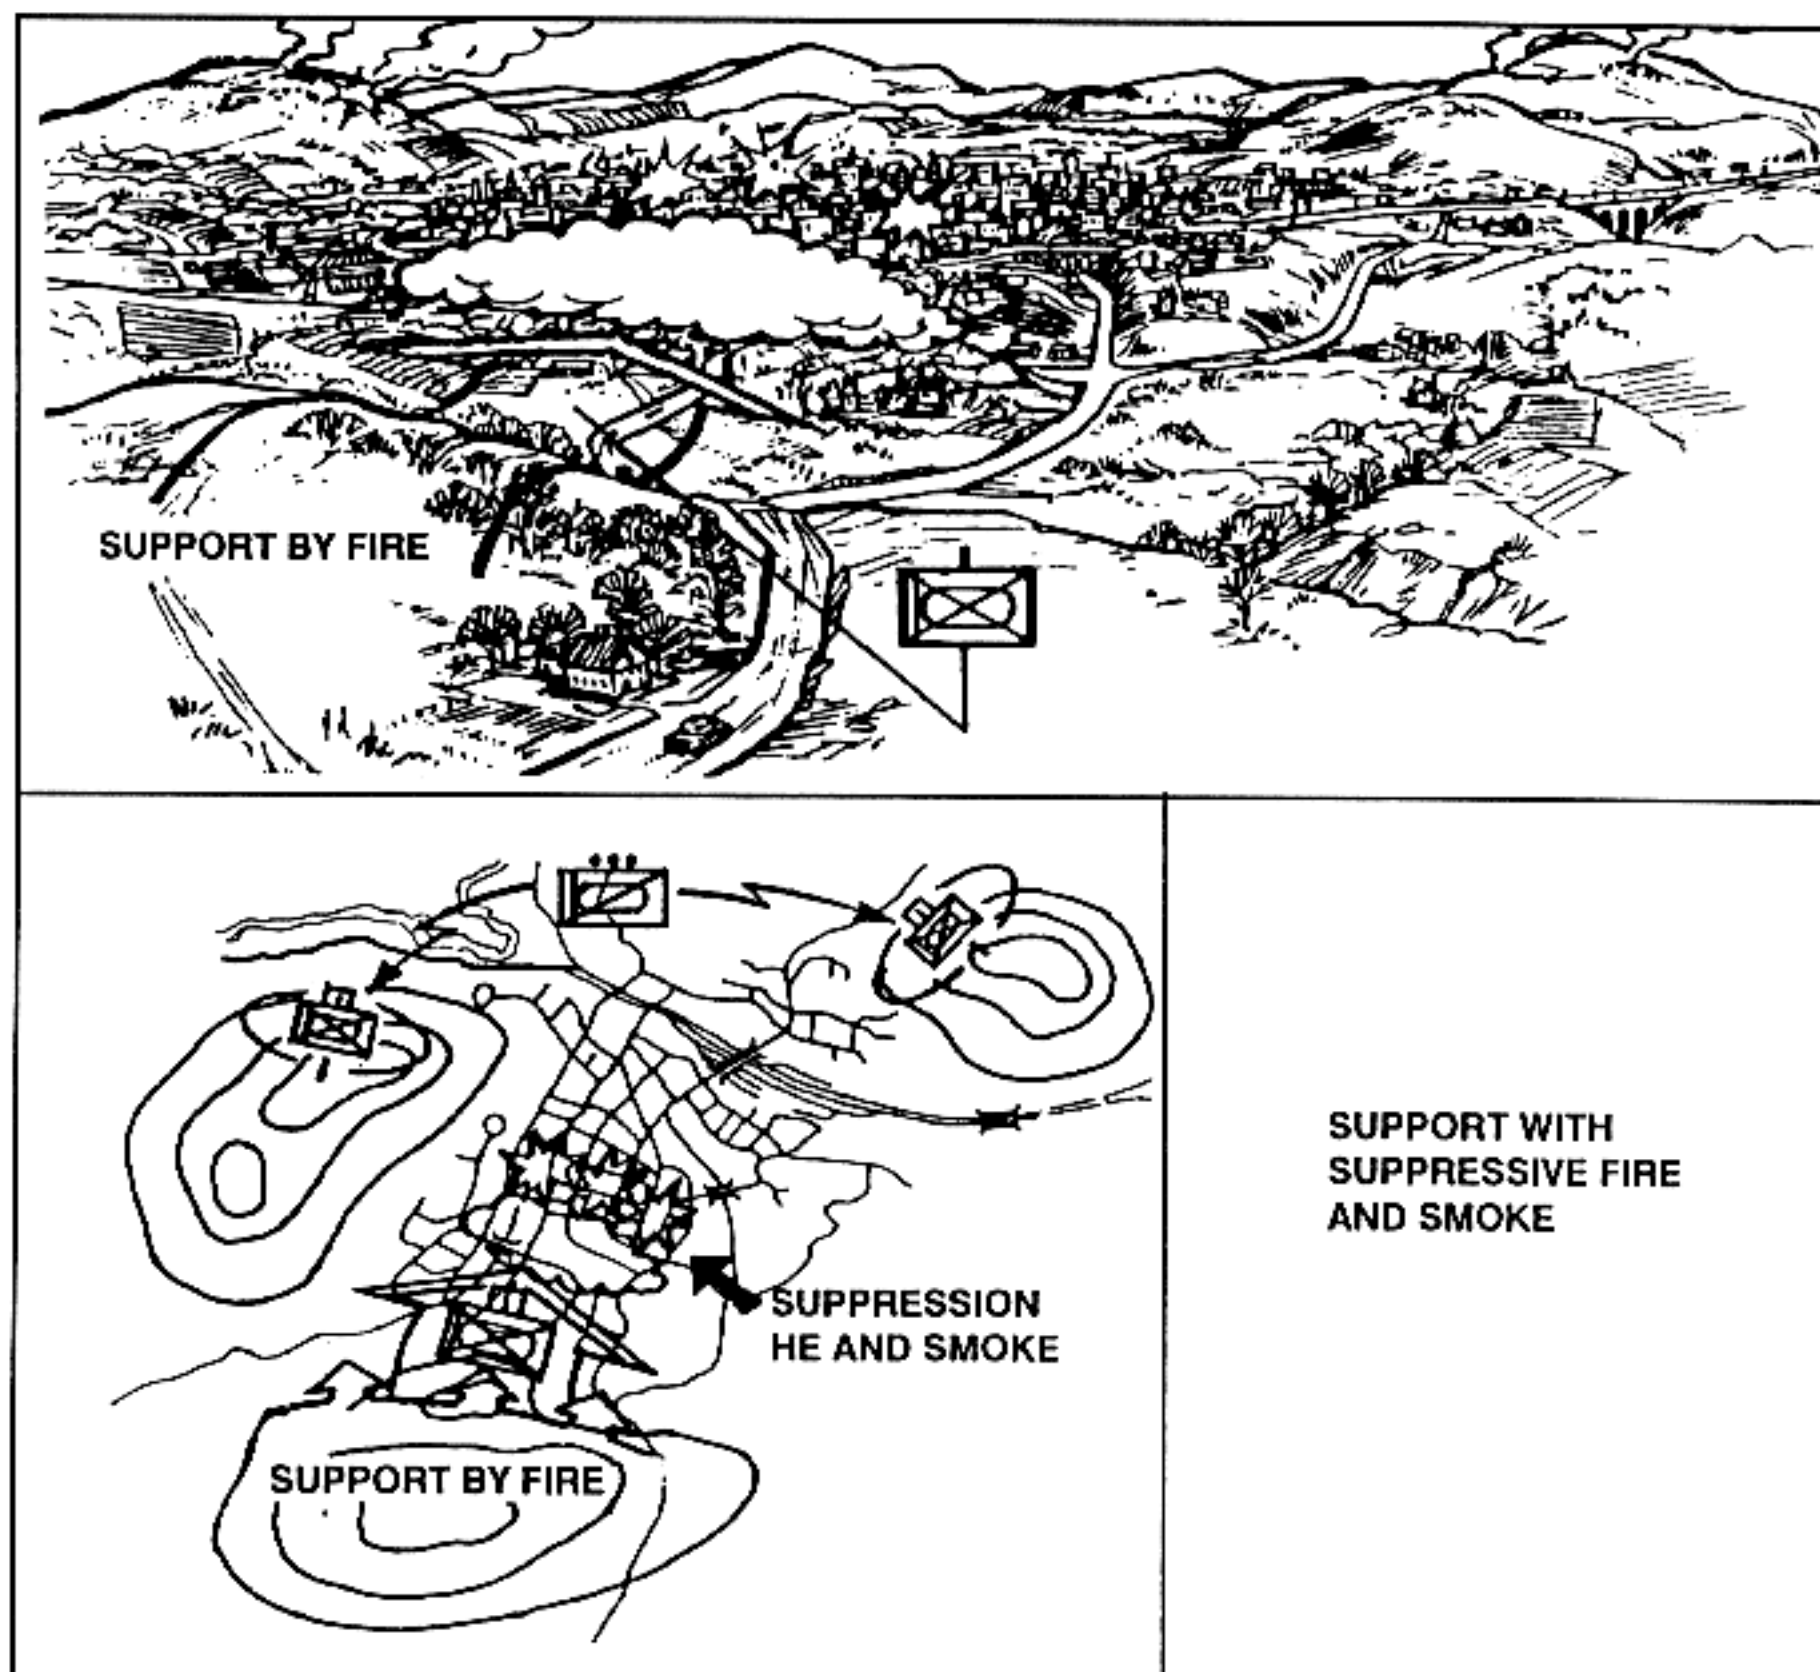 SUPPORT BY FIRE
SUPPRESSION
HE AND SMOKE
SUPPORT BY FIRE
SUPPORT WITH
SUPPRESSIVE FIRE
AND SMOKE